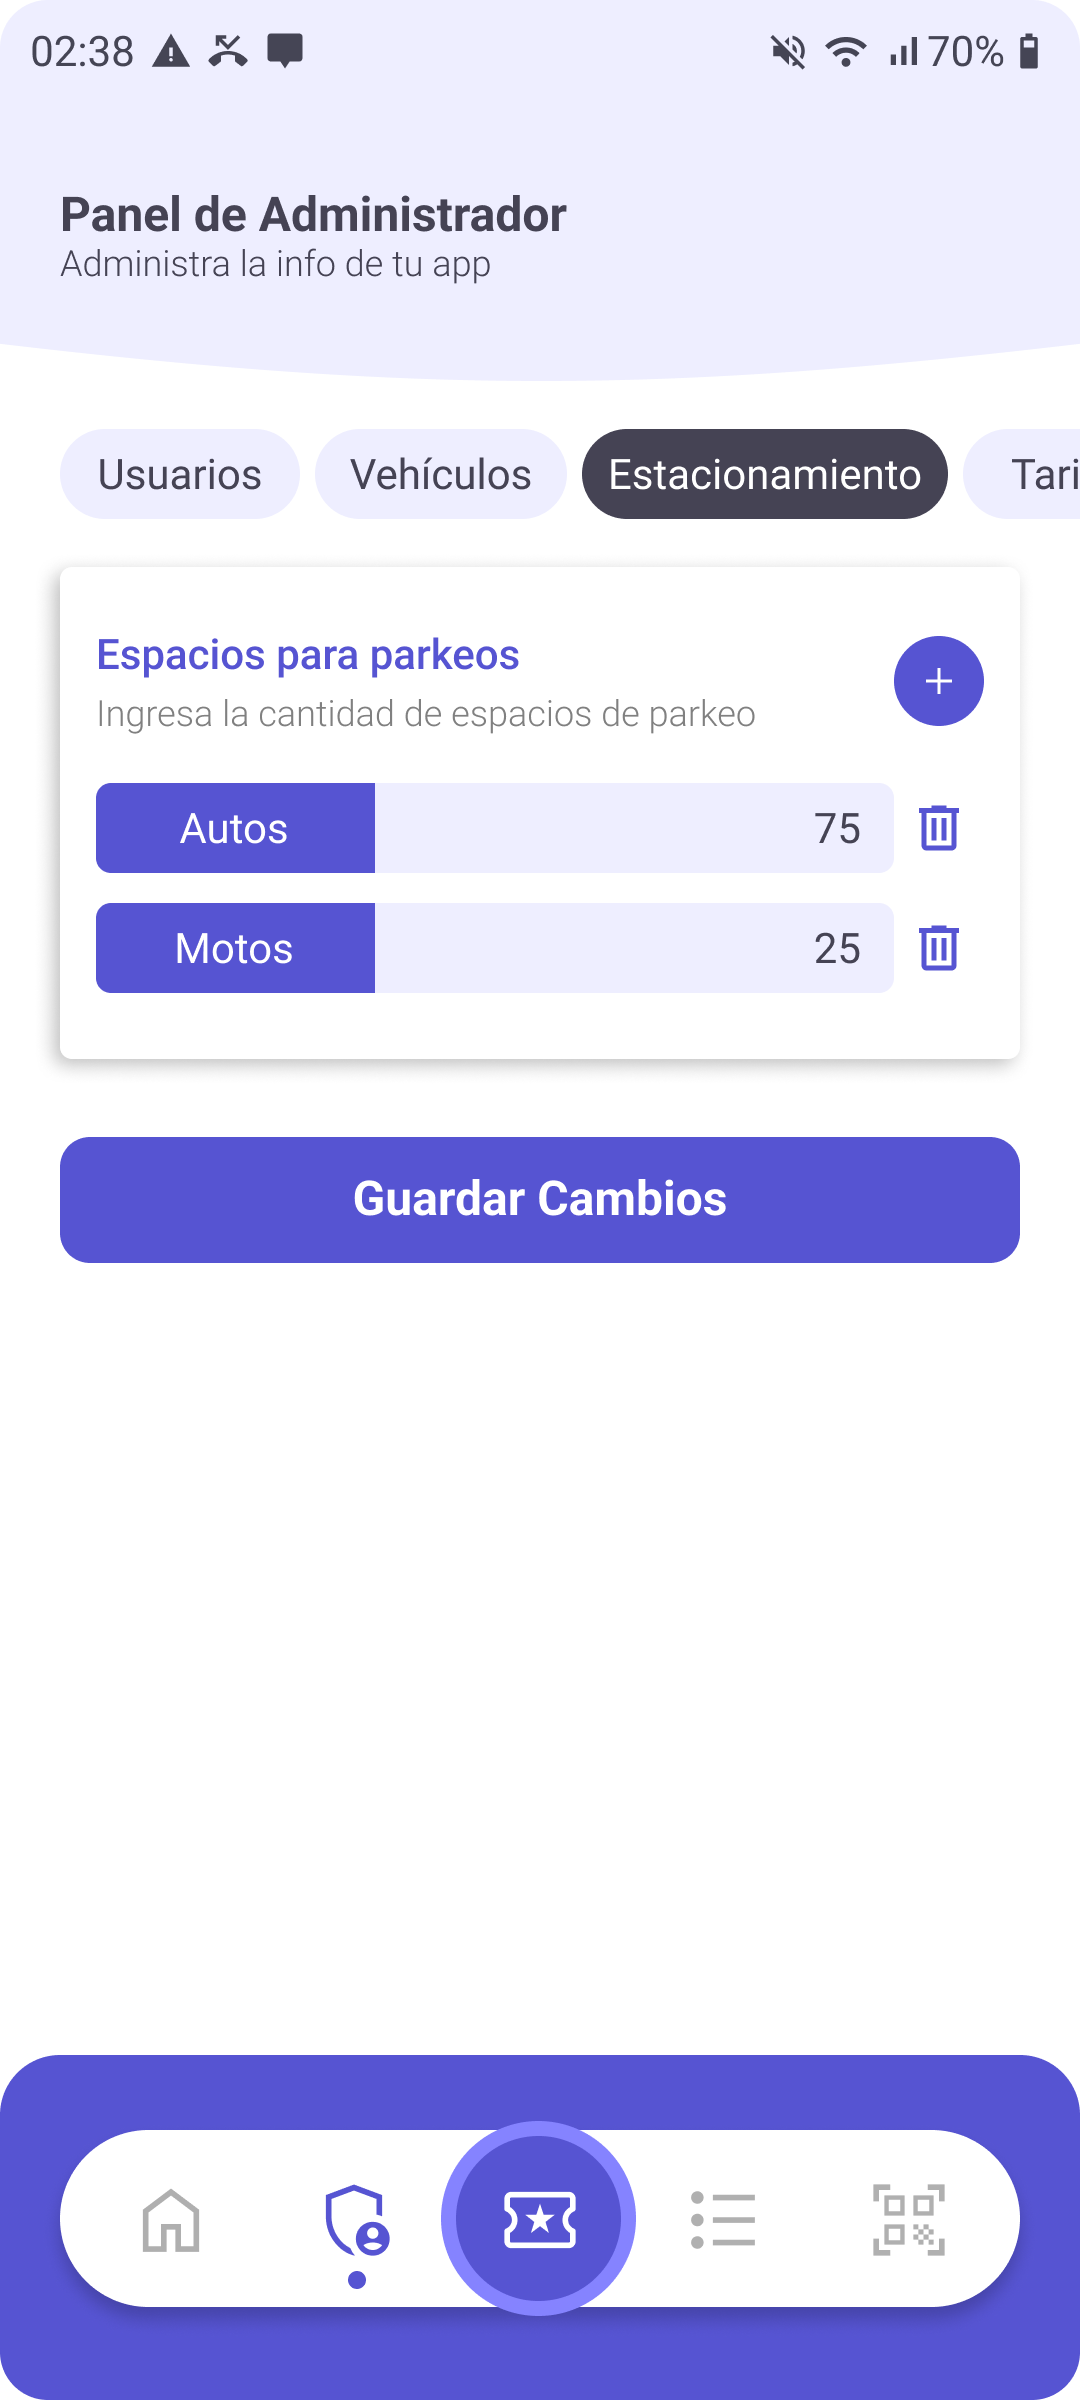 02:38
70%
Panel de Administrador
Administra la info de tu app
Usuarios
Vehículos
Estacionamiento
Tari
Espacios para parkeos
Ingresa la cantidad de espacios de parkeo
+
Autos
75
Motos
25
Guardar Cambios